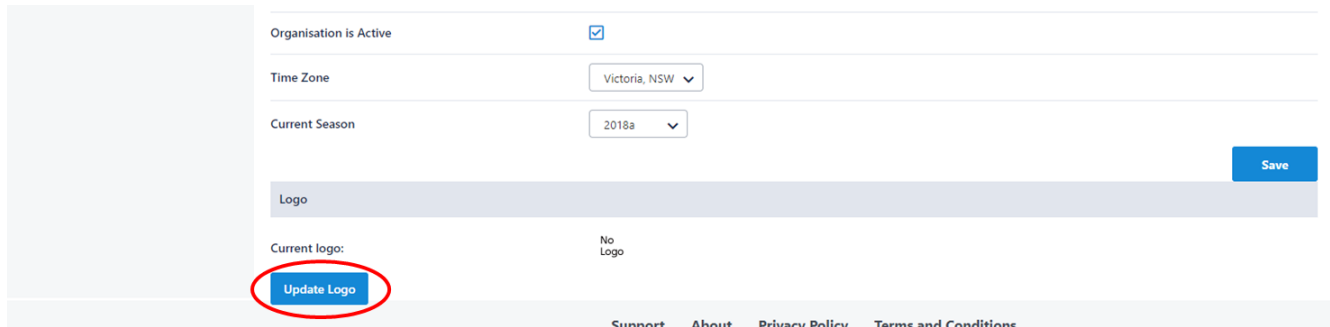 Organisation is Active
Time Zone
Victoria, NSW
Current Season
2018a
Save
Logo
Current logo:
No
Logo
Update Logo
Support About Privacy Policy Terms and Conditions